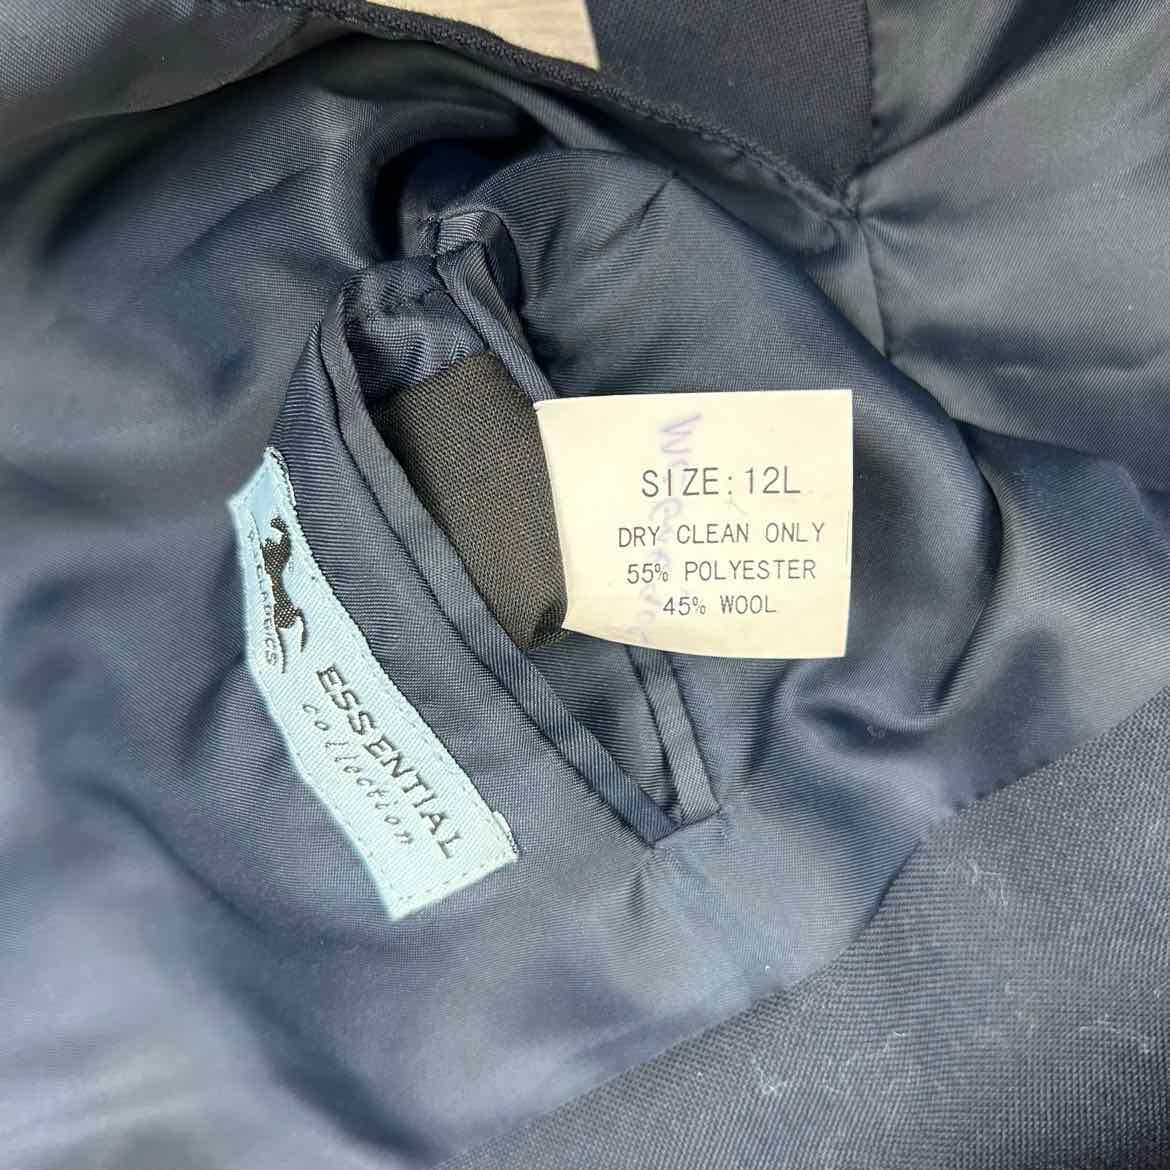 SIZE: 12L
DRY CLEAN ONLY
55% POLYESTER
45% WOOL
ESSENTIAL
collection